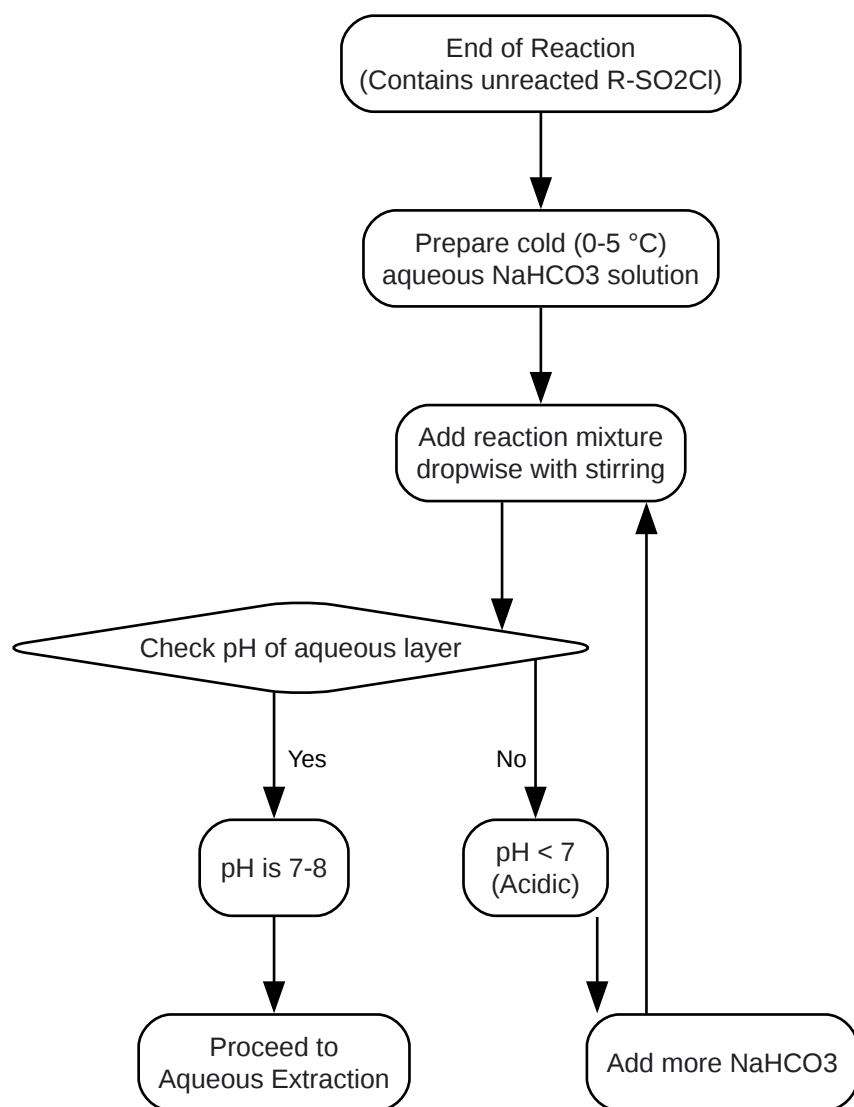 End of Reaction
(Contains unreacted R-SO2Cl)
Prepare cold (0-5 °C)
aqueous NaHCO3 solution
Add reaction mixture
dropwise with stirring
Check pH of aqueous layer
Yes
No
pH is 7-8
pH < 7
(Acidic)
Proceed to
Aqueous Extraction
Add more NaHCO3